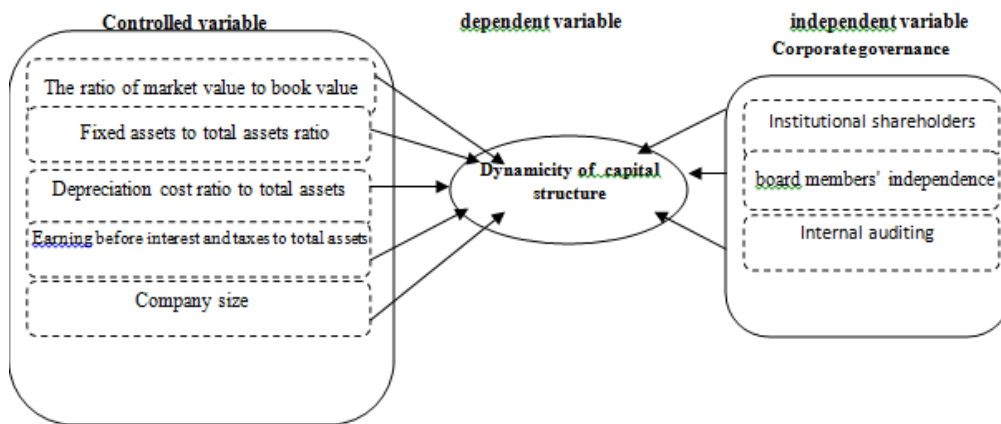 Controlled variable
dependent variable
independent variable
Corporate governance
The ratio of market value to book value
Fixed assets to total assets ratio
Depreciation cost ratio to total assets
Earning before interest and taxes to total assets
Company size
Dynamicity of capital
structure
Institutional shareholders
board members' independence
Internal auditing